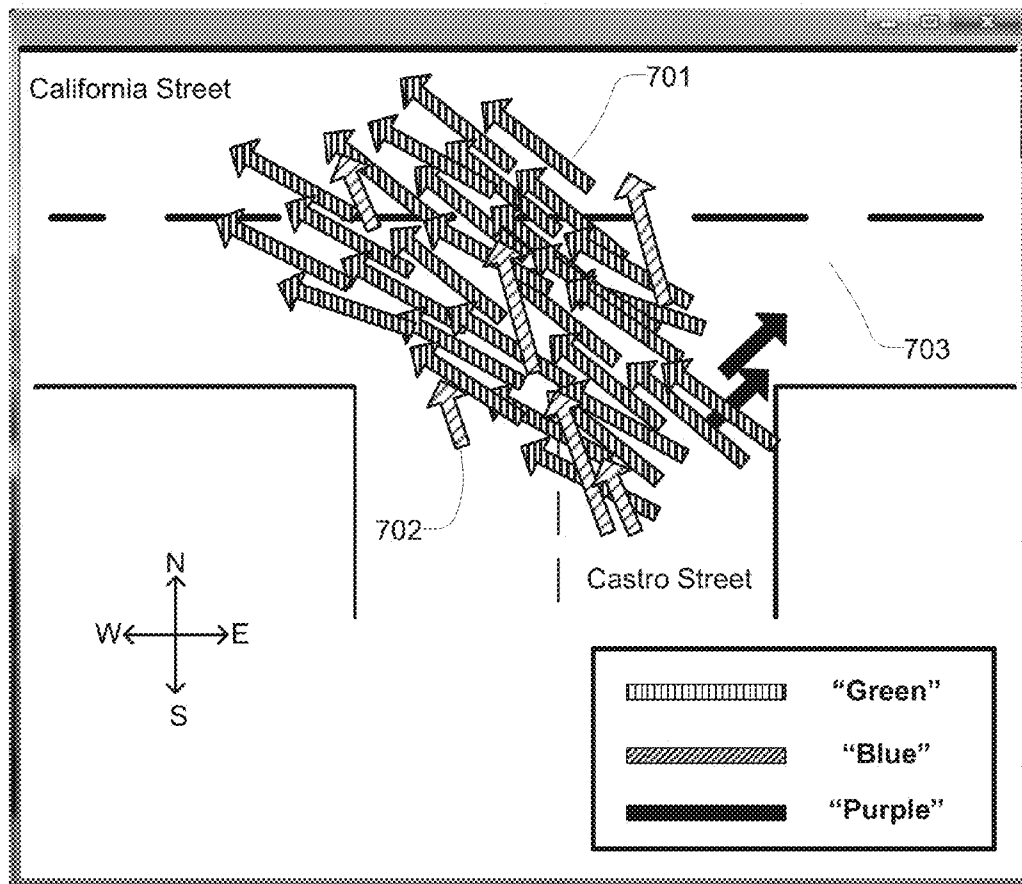 California Street
701
703
702
Castro Street
N
W E
S
“Green”
“Blue”
“Purple”